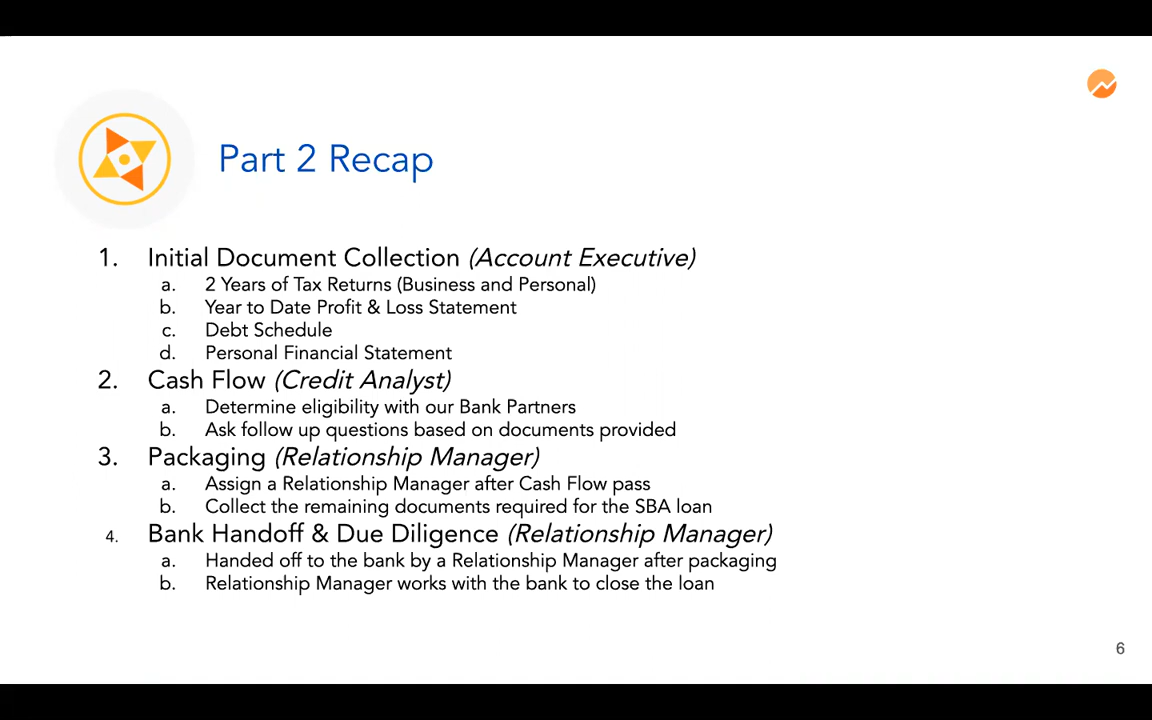 Part 2 Recap
1. Initial Document Collection (Account Executive)
a. 2 Years of Tax Returns (Business and Personal)
b. Year to Date Profit & Loss Statement
c. Debt Schedule
d. Personal Financial Statement
2. Cash Flow (Credit Analyst)
a. Determine eligibility with our Bank Partners
b. Ask follow up questions based on documents provided
3. Packaging (Relationship Manager)
a. Assign a Relationship Manager after Cash Flow pass
b. Collect the remaining documents required for the SBA loan
4. Bank Handoff & Due Diligence (Relationship Manager)
a. Handed off to the bank by a Relationship Manager after packaging
b. Relationship Manager works with the bank to close the loan
6